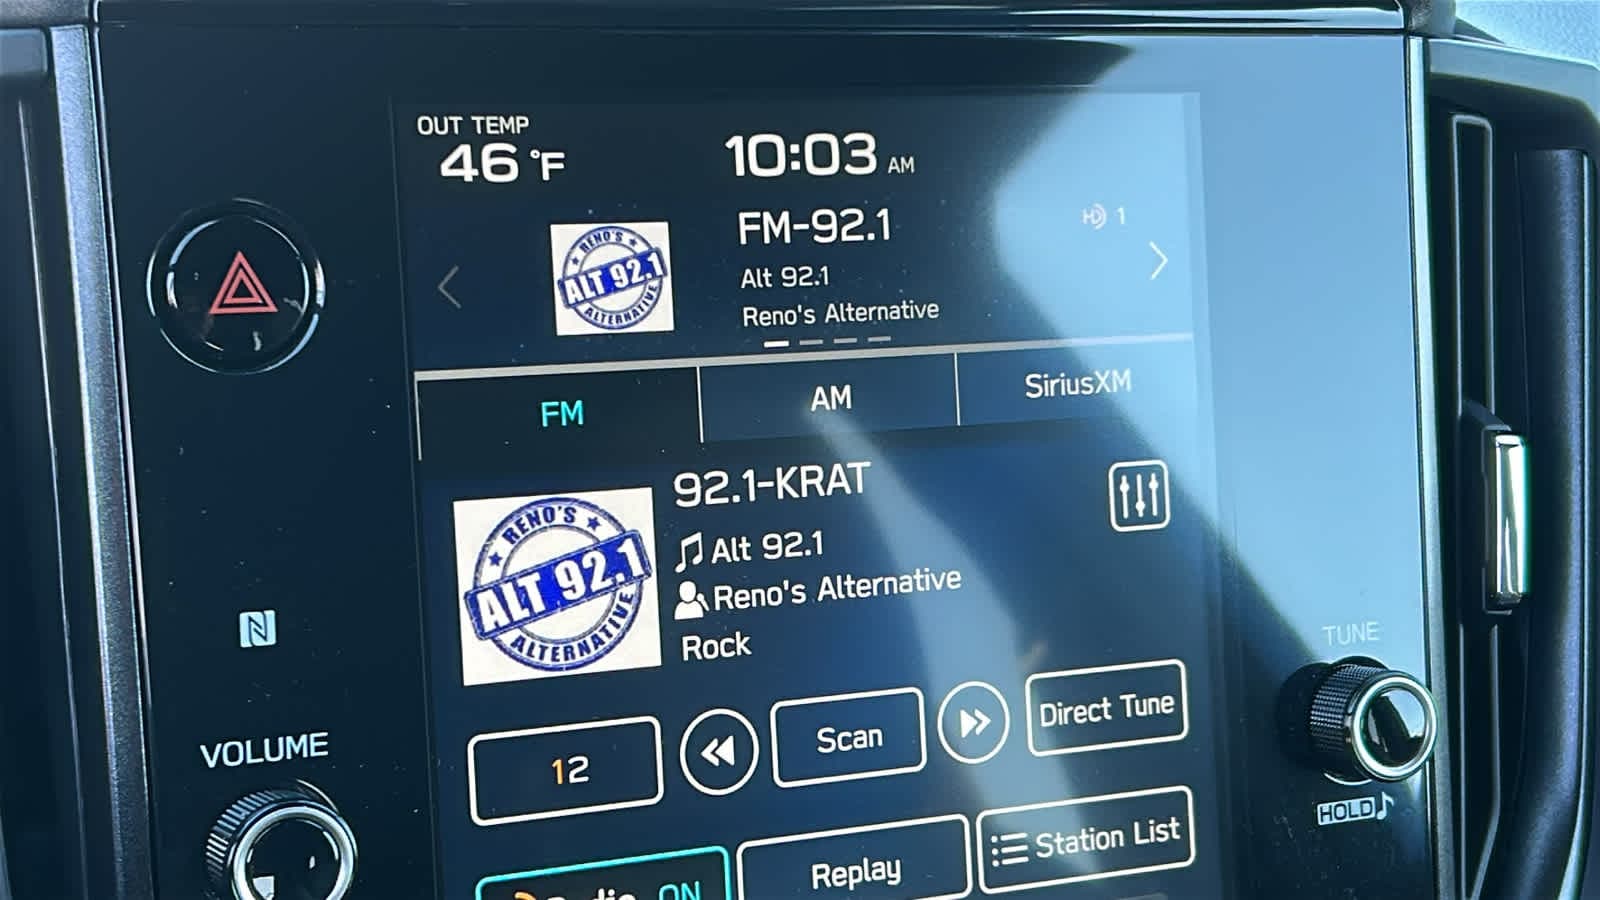 OUT TEMP
46 °F
10:03 AM
FM-92.1
HD 1
RENO'S
ALT 92.1
ALTERNATIVE
Alt 92.1
Reno's Alternative
FM
AM
SiriusXM
RENO'S
ALT 92.1
ALTERNATIVE
92.1-KRAT
Alt 92.1
Reno's Alternative
Rock
N
VOLUME
TUNE
HOLD
12
Scan
Direct Tune
Radio ON
Replay
Station List